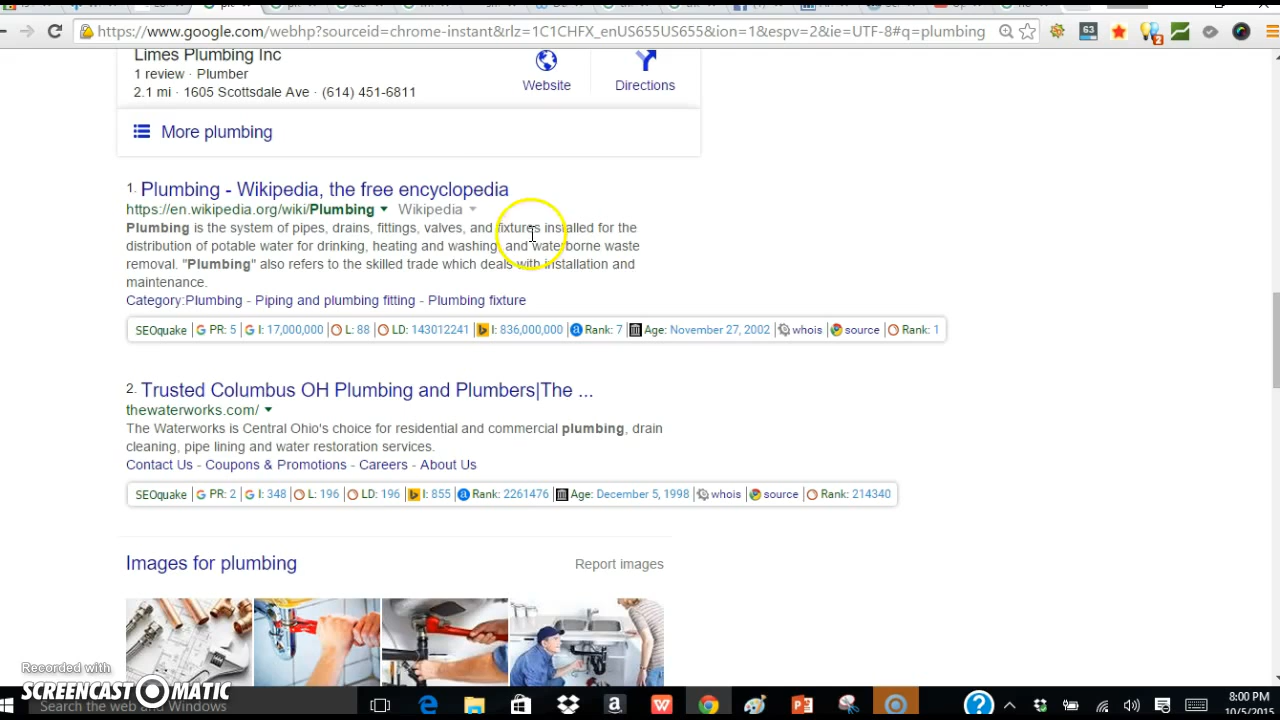 https://www.google.com/webhp?sourceid=chrome-instant&rlz=1C1CHFX_enUS655US655&ion=1&espv=2&ie=UTF-8#q=plumbing
63
2
Limes Plumbing Inc
1 review · Plumber
2.1 mi · 1605 Scottsdale Ave · (614) 451-6811
Website
Directions
More plumbing
1. Plumbing - Wikipedia, the free encyclopedia
https://en.wikipedia.org/wiki/Plumbing Wikipedia
Plumbing is the system of pipes, drains, fittings, valves, and fixtures installed for the
distribution of potable water for drinking, heating and washing, and waterborne waste
removal. "Plumbing" also refers to the skilled trade which deals with installation and
maintenance.
Category:Plumbing - Piping and plumbing fitting - Plumbing fixture
SEOquake PR: 5 I: 17,000,000 L: 88 LD: 143012241 I: 836,000,000 Rank: 7 Age: November 27, 2002 whois source Rank: 1
2. Trusted Columbus OH Plumbing and Plumbers|The ...
thewaterworks.com/
The Waterworks is Central Ohio's choice for residential and commercial plumbing, drain
cleaning, pipe lining and water restoration services.
Contact Us - Coupons & Promotions - Careers - About Us
SEOquake PR: 2 I: 348 L: 196 LD: 196 I: 855 Rank: 2261476 Age: December 5, 1998 whois source Rank: 214340
Images for plumbing
Report images
Recorded with
SCREENCAST MATIC
Search the web and Windows
8:00 PM
10/5/2015